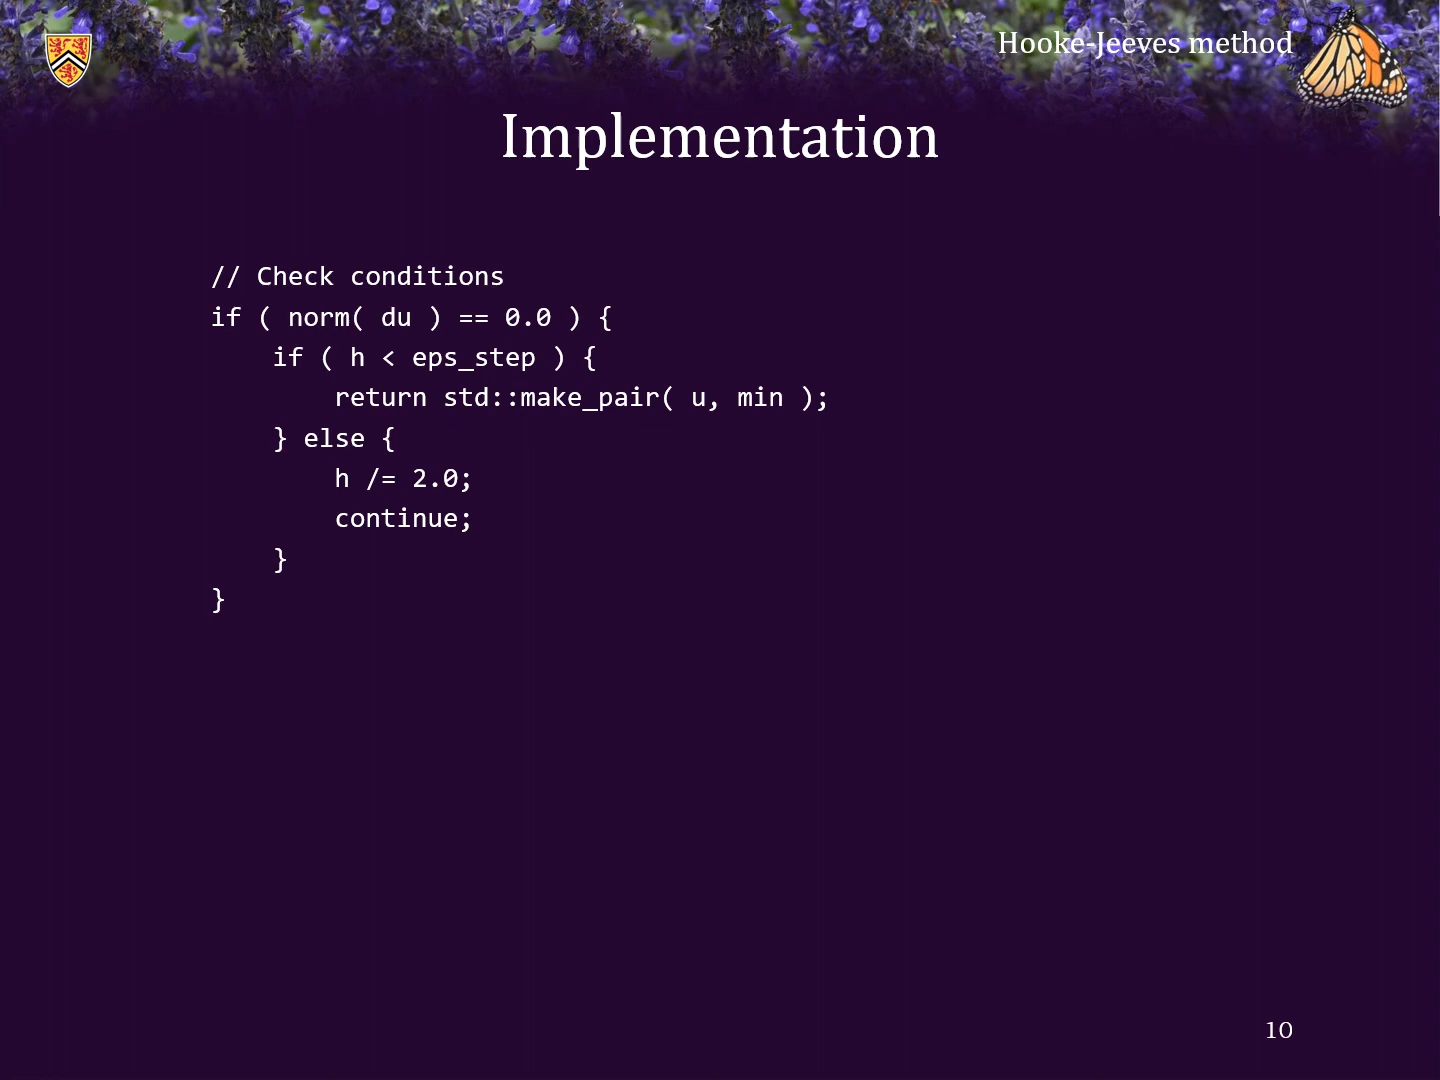 Hooke-Jeeves method
Implementation
// Check conditions
if ( norm( du ) == 0.0 ) {
    if ( h < eps_step ) {
        return std::make_pair( u, min );
    } else {
        h /= 2.0;
        continue;
    }
}
10